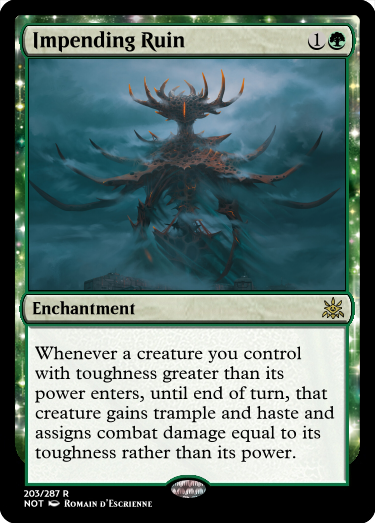 Impending Ruin 1
Enchantment
Whenever a creature you control
with toughness greater than its
power enters, until end of turn, that
creature gains trample and haste and
assigns combat damage equal to its
toughness rather than its power.
203/287 R
NOT Romain d'Escrienne